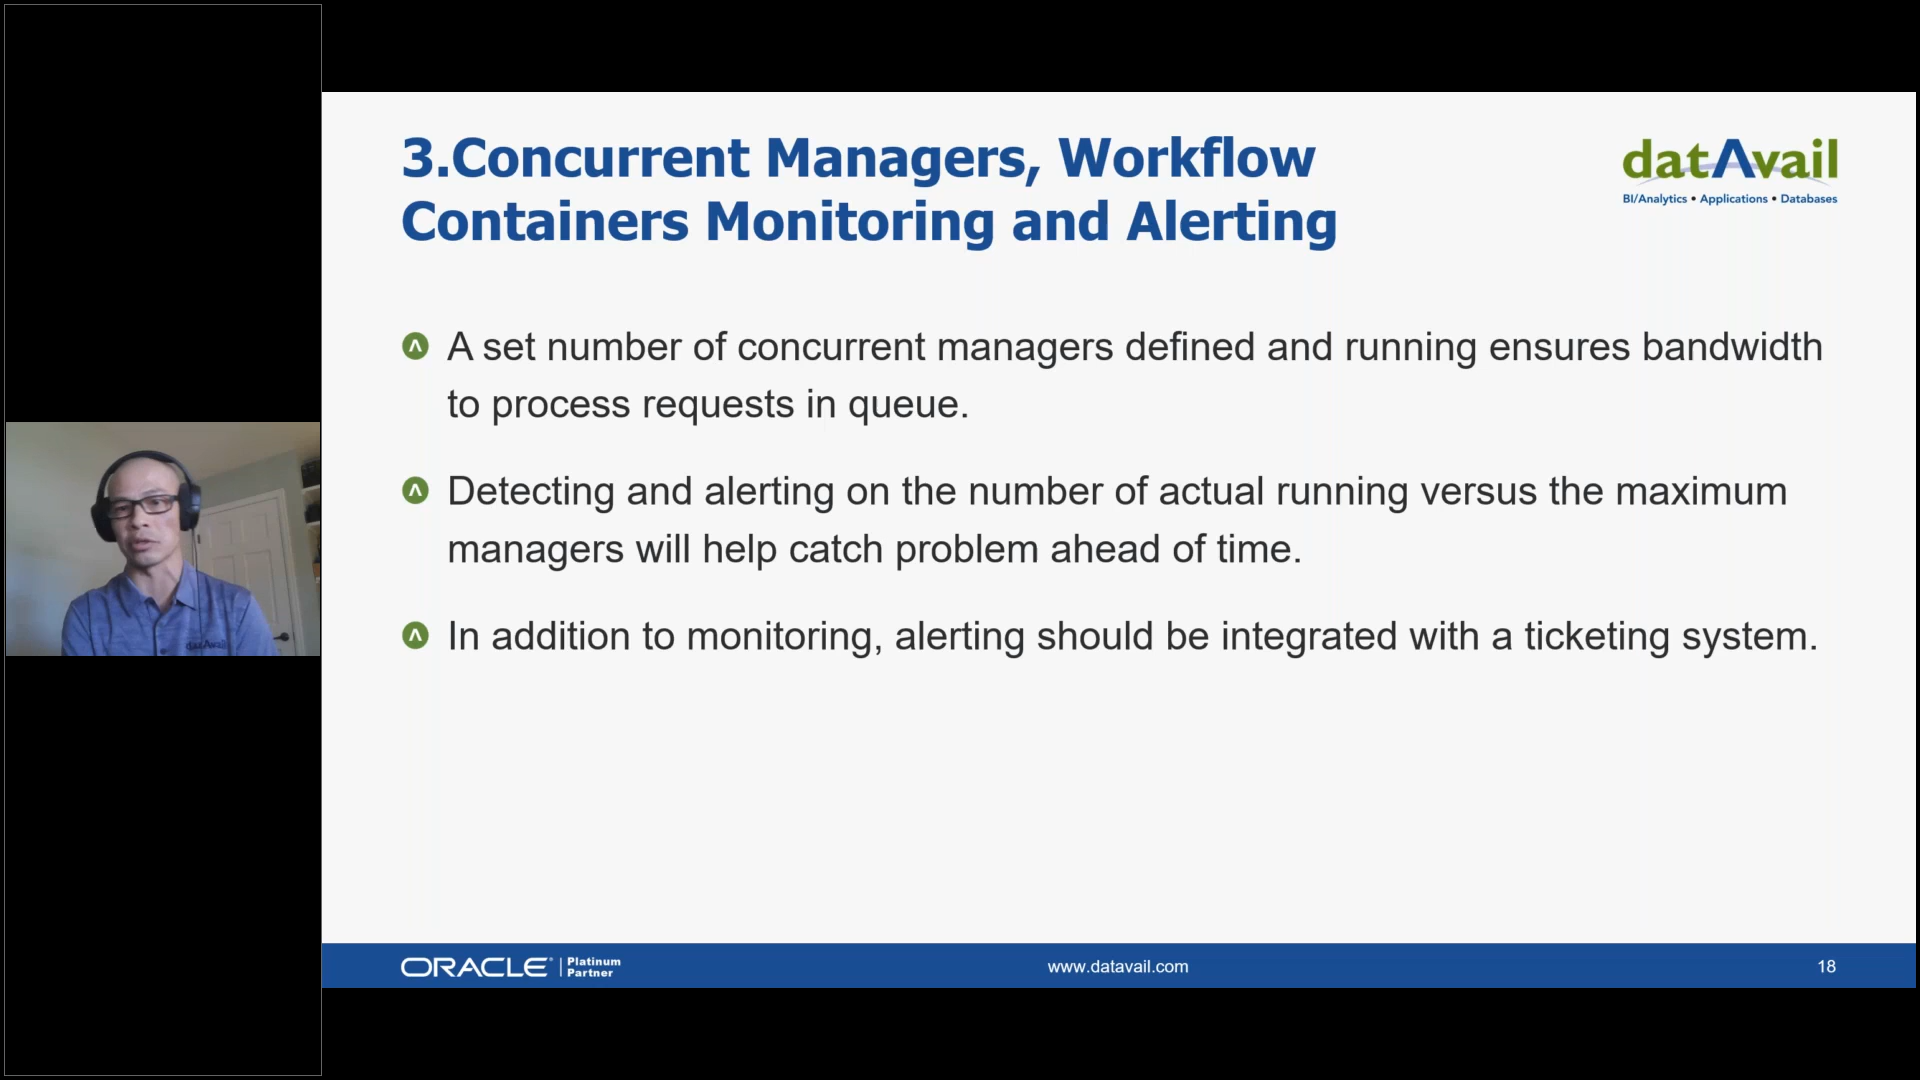 3.Concurrent Managers, Workflow
Containers Monitoring and Alerting
datAvail
BI/Analytics • Applications • Databases
A set number of concurrent managers defined and running ensures bandwidth
to process requests in queue.
Detecting and alerting on the number of actual running versus the maximum
managers will help catch problem ahead of time.
In addition to monitoring, alerting should be integrated with a ticketing system.
datAvail
ORACLE® | Platinum
Partner
www.datavail.com
18